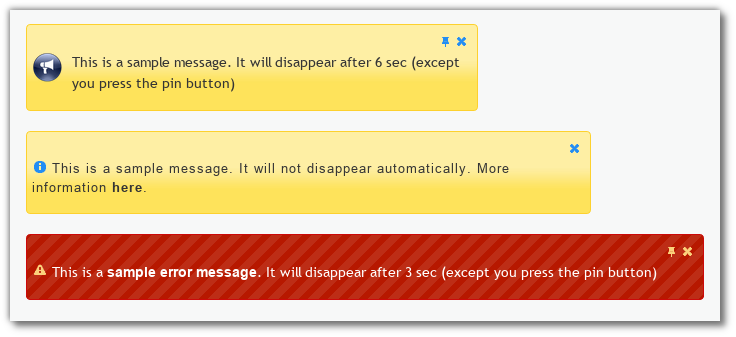 This is a sample message. It will disappear after 6 sec (except
you press the pin button)
This is a sample message. It will not disappear automatically. More
information here.
This is a sample error message. It will disappear after 3 sec (except you press the pin button)